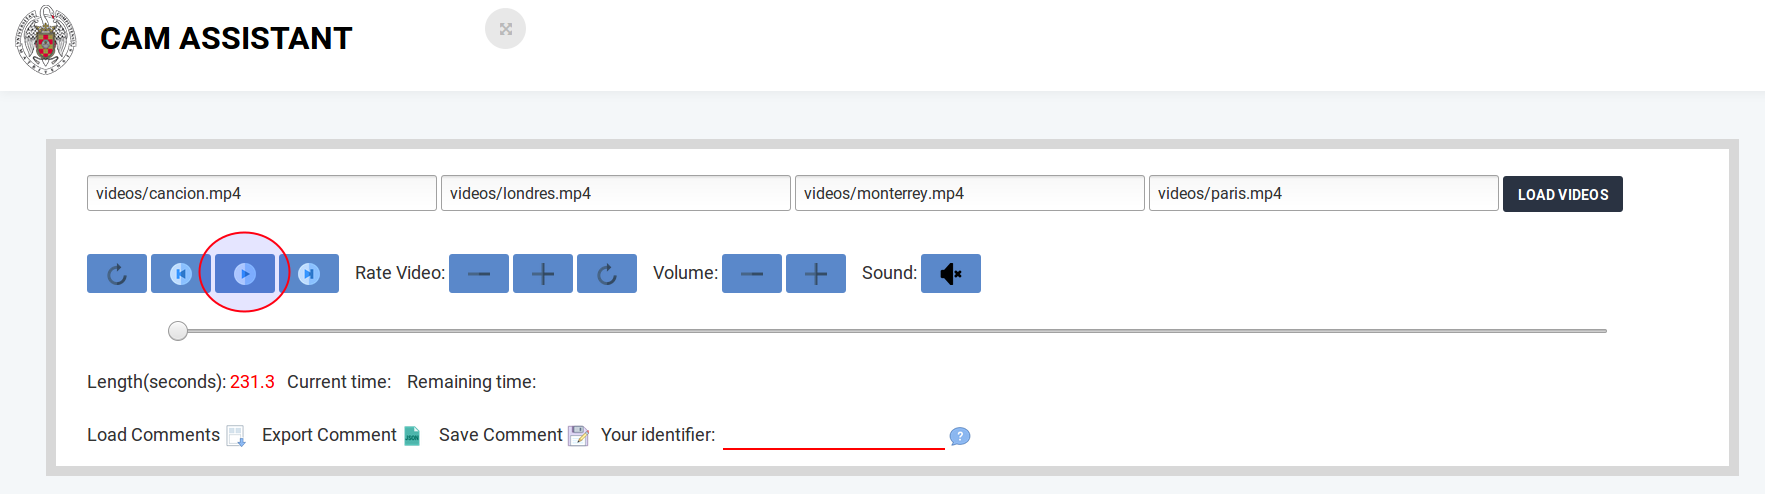 CAM ASSISTANT
videos/cancion.mp4 videos/londres.mp4 videos/monterrey.mp4 videos/paris.mp4 LOAD VIDEOS
Rate Video: Volume: Sound:
Length(seconds): 231.3 Current time: Remaining time:
Load Comments Export Comment JSON Save Comment Your identifier: ?